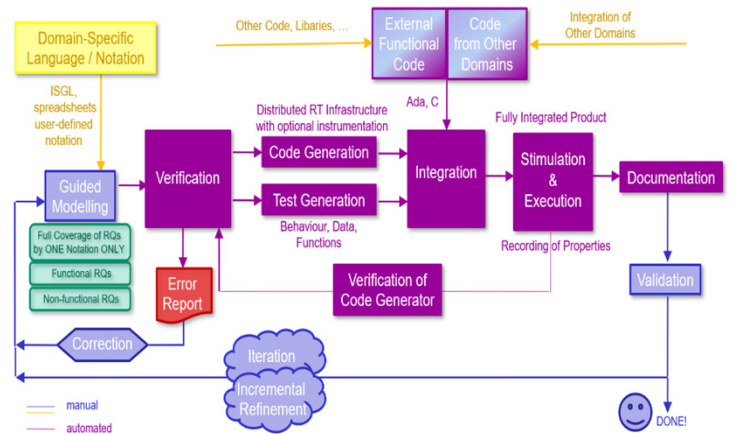 Domain-Specific
Language / Notation
Other Code, Libaries, ...
External
Functional
Code
Code
from Other
Domains
Integration of
Other Domains
ISGL,
spreadsheets
user-defined
notation
Ada, C
Distributed RT Infrastructure
with optional instrumentation
Fully Integrated Product
Guided
Modelling
Verification
Code Generation
Test Generation
Behaviour, Data,
Functions
Integration
Stimulation
&
Execution
Recording of Properties
Documentation
Full Coverage of RQs
by ONE Notation ONLY
Functional RQs
Non-functional RQs
Error
Report
Verification of
Code Generator
Validation
Correction
Iteration
Incremental
Refinement
manual
automated
DONE!